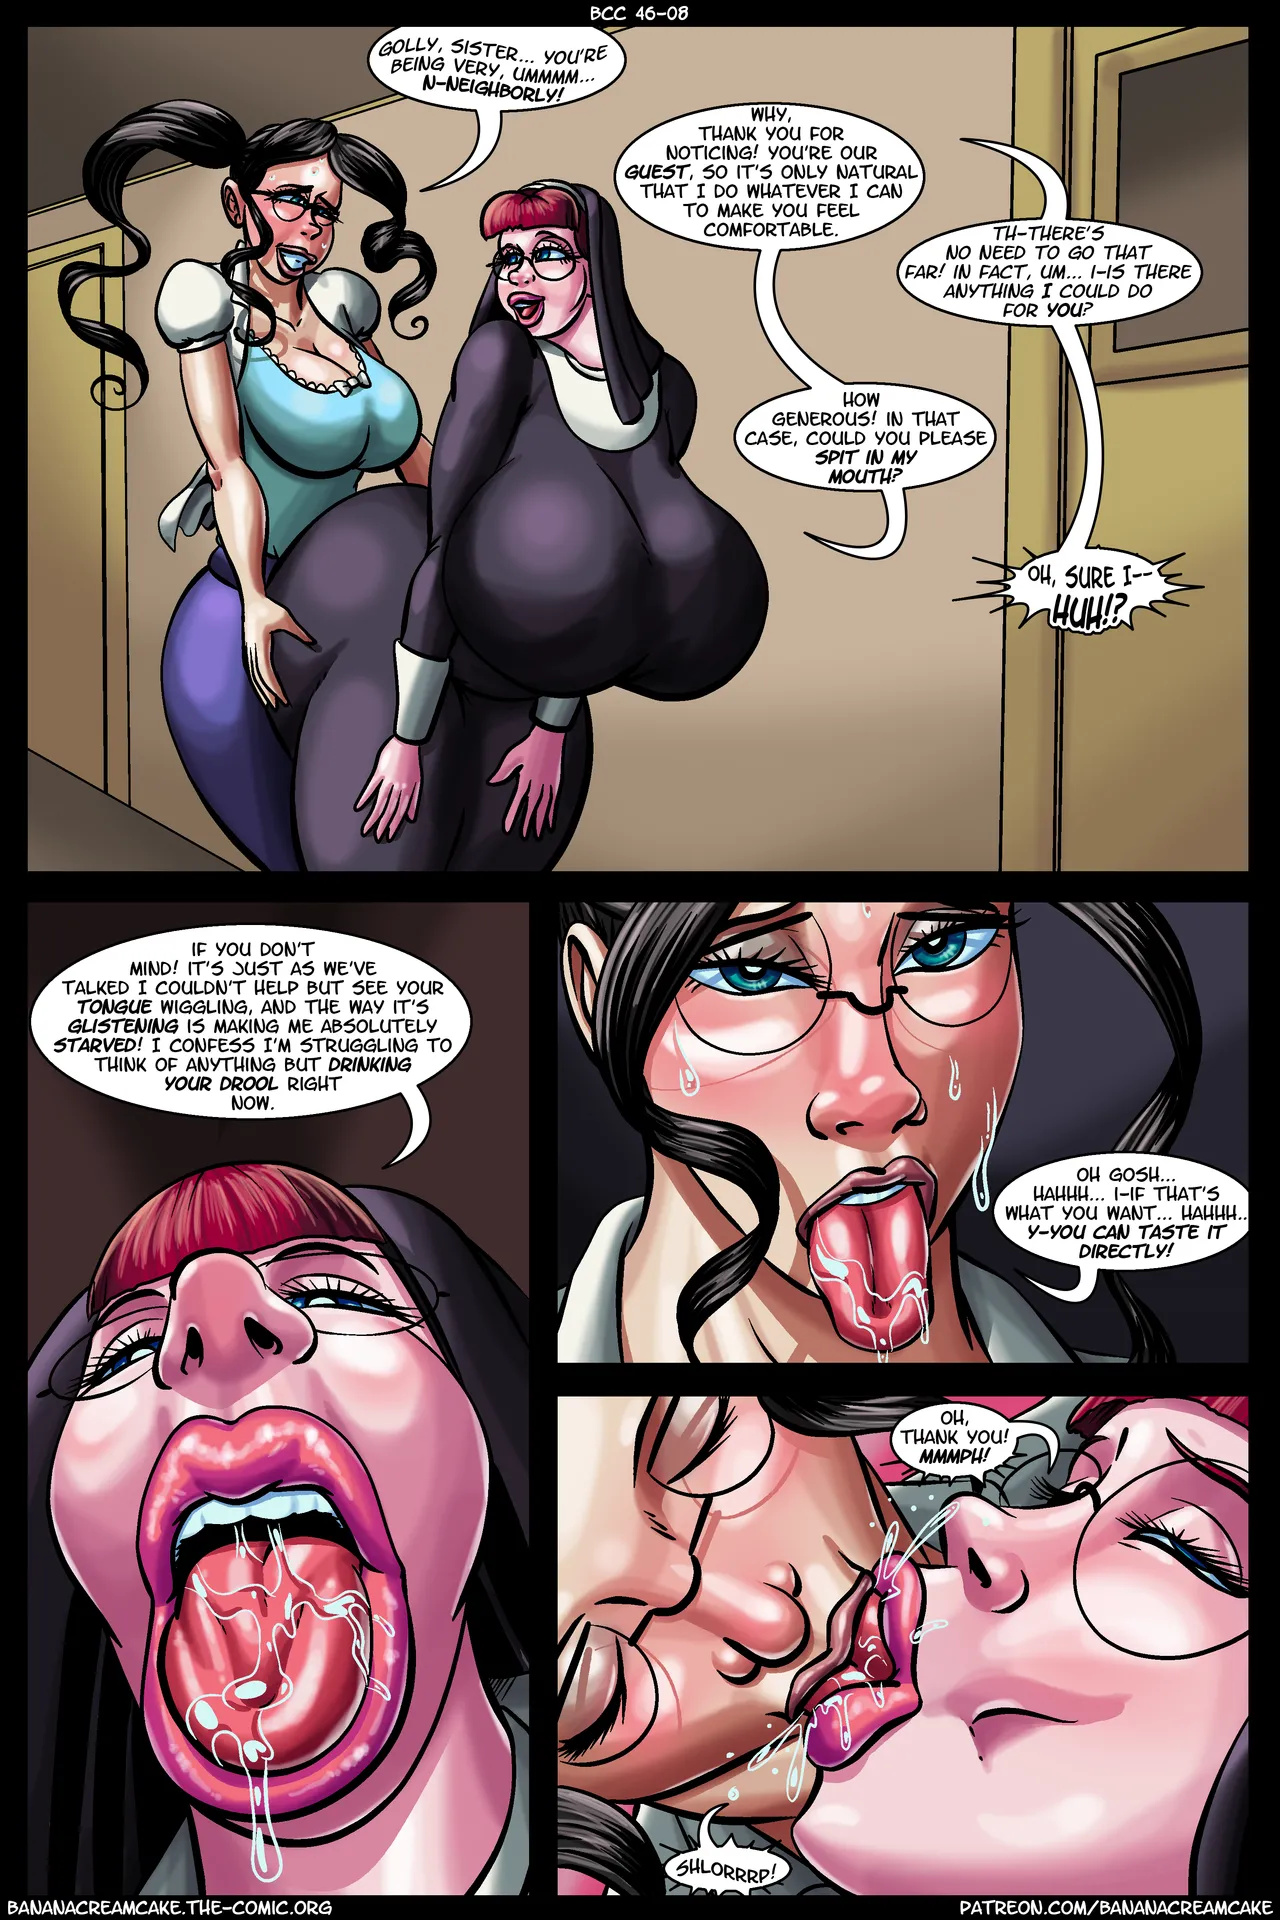 BCC 46-08
GOLLY, SISTER... YOU'RE
BEING VERY, UMMMM...
N-NEIGHBORLY!
WHY,
THANK YOU FOR
NOTICING! YOU'RE OUR
GUEST, SO IT'S ONLY NATURAL
THAT I DO WHATEVER I CAN
TO MAKE YOU FEEL
COMFORTABLE.
TH-THERE'S
NO NEED TO GO THAT
FAR! IN FACT, UM... I-IS THERE
ANYTHING I COULD DO
FOR YOU?
HOW
GENEROUS! IN THAT
CASE, COULD YOU PLEASE
SPIT IN MY
MOUTH?
OH, SURE I--
HUH!?
IF YOU DON'T
MIND! IT'S JUST AS WE'VE
TALKED I COULDN'T HELP BUT SEE YOUR
TONGUE WIGGLING, AND THE WAY IT'S
GLISTENING IS MAKING ME ABSOLUTELY
STARVED! I CONFESS I'M STRUGGLING TO
THINK OF ANYTHING BUT DRINKING
YOUR DROOL RIGHT
NOW.
OH GOSH...
HAHHH... I-IF THAT'S
WHAT YOU WANT... HAHHH..
Y-YOU CAN TASTE IT
DIRECTLY!
OH,
THANK YOU!
MMMPH!
SHLORRRP!
BANANACREAMCAKE.THE-COMIC.ORG
PATREON.COM/BANANACREAMCAKE